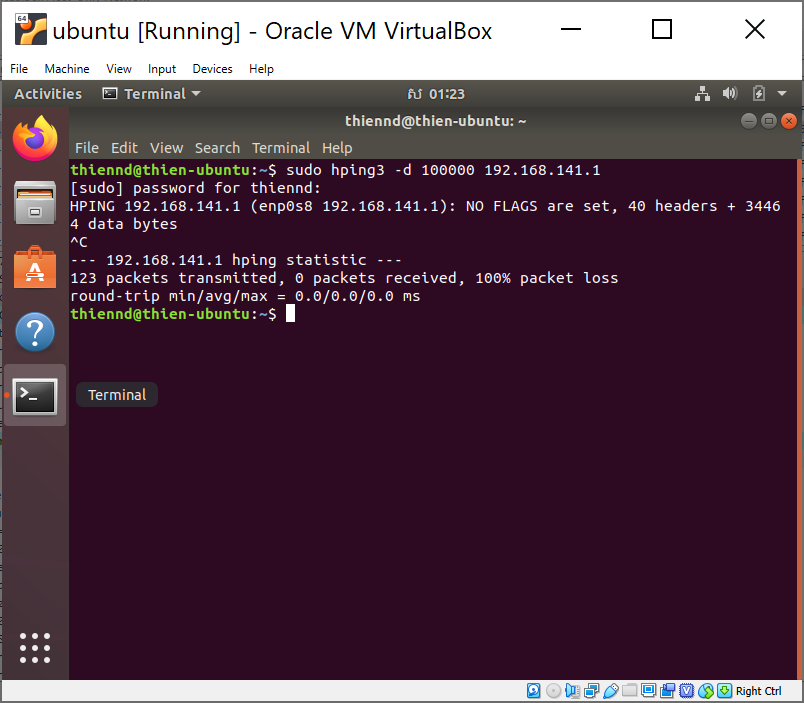 64
ubuntu [Running] - Oracle VM VirtualBox
File Machine View Input Devices Help
Activities Terminal ស 01:23
thiennd@thien-ubuntu: ~
File Edit View Search Terminal Help
thiennd@thien-ubuntu:~$ sudo hping3 -d 100000 192.168.141.1
[sudo] password for thiennd:
HPING 192.168.141.1 (enp0s8 192.168.141.1): NO FLAGS are set, 40 headers + 3446
4 data bytes
^C
--- 192.168.141.1 hping statistic ---
123 packets transmitted, 0 packets received, 100% packet loss
round-trip min/avg/max = 0.0/0.0/0.0 ms
thiennd@thien-ubuntu:~$
Terminal
Right Ctrl